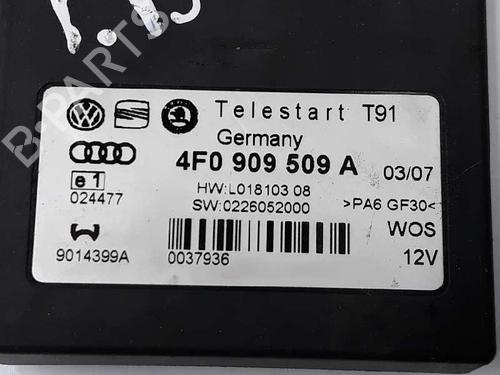 B-PARTS
Telestart T91
Germany
4F0 909 509 A 03/07
e1
HW:L018103 08 >PA6 GF30<
024477 SW:0226052000
WOS
9014399A 0037936 12V